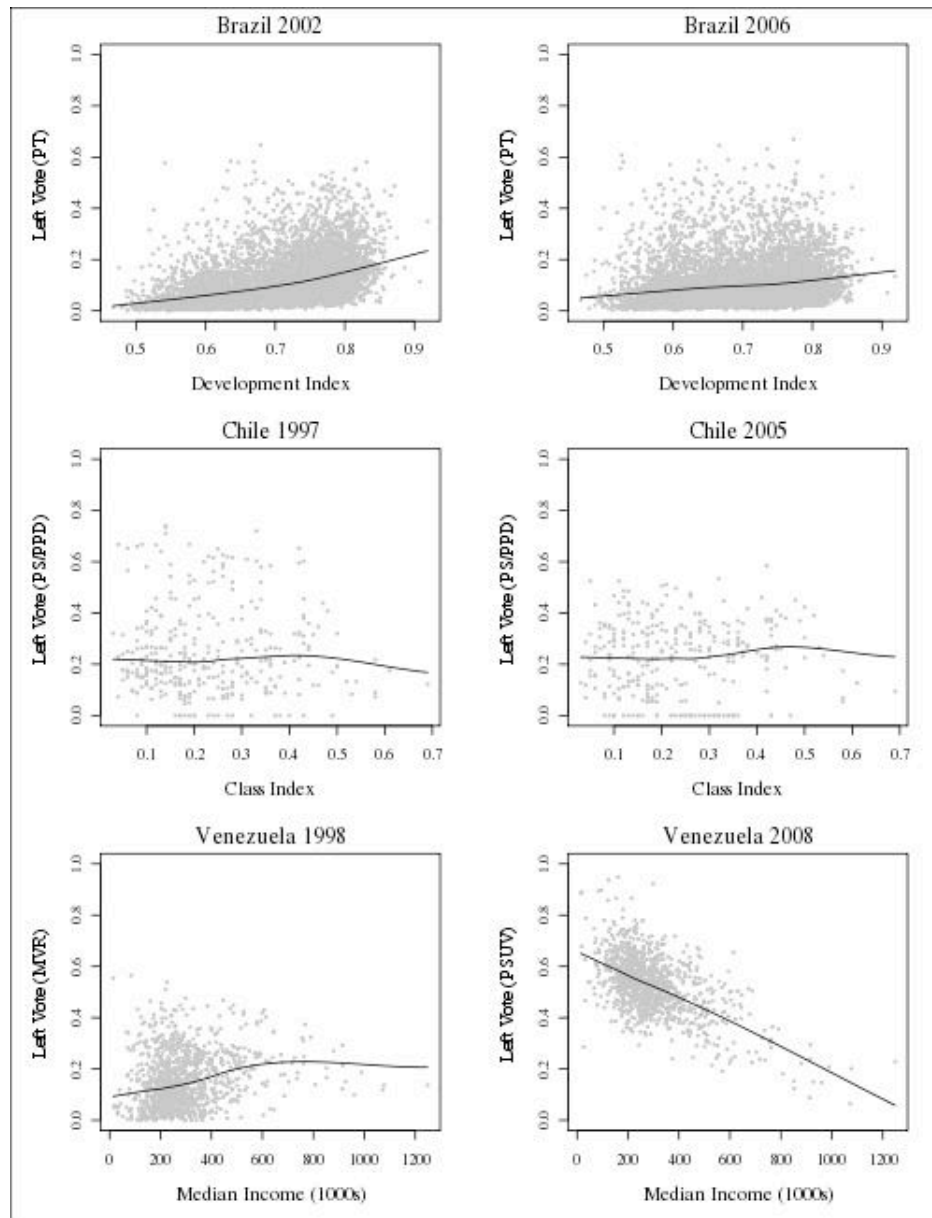 Brazil 2002
Left Vote (PT)
0.0 0.2 0.4 0.6 0.8 1.0
0.5 0.6 0.7 0.8 0.9
Development Index
Brazil 2006
Left Vote (PT)
0.0 0.2 0.4 0.6 0.8 1.0
0.5 0.6 0.7 0.8 0.9
Development Index
Chile 1997
Left Vote (PS/PPD)
0.0 0.2 0.4 0.6 0.8 1.0
0.1 0.2 0.3 0.4 0.5 0.6 0.7
Class Index
Chile 2005
Left Vote (PS/PPD)
0.0 0.2 0.4 0.6 0.8 1.0
0.1 0.2 0.3 0.4 0.5 0.6 0.7
Class Index
Venezuela 1998
Left Vote (MVR)
0.0 0.2 0.4 0.6 0.8 1.0
0 200 400 600 800 1000 1200
Median Income (1000s)
Venezuela 2008
Left Vote (PSUV)
0.0 0.2 0.4 0.6 0.8 1.0
0 200 400 600 800 1000 1200
Median Income (1000s)